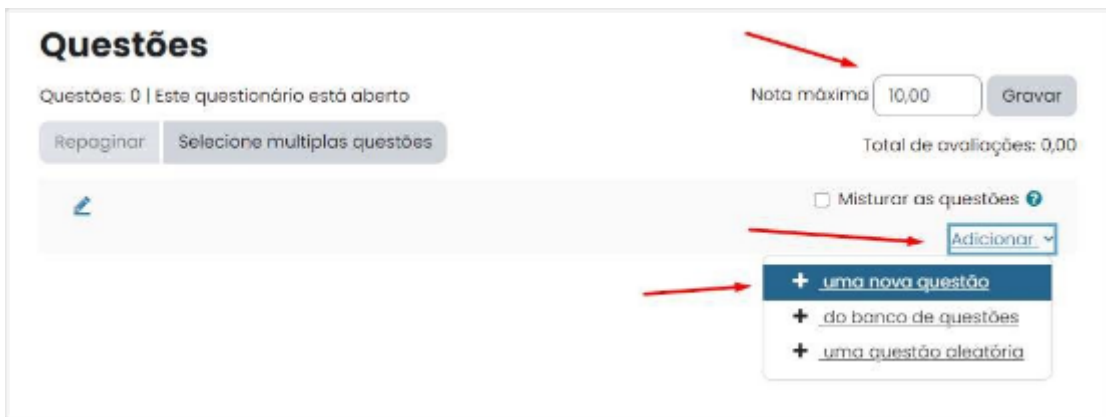 Questões
Questões: 0 | Este questionário está aberto
Nota máxima 10,00 Gravar
Repaginar Selecione multiplas questões
Total de avaliações: 0,00
Misturar as questões ?
Adicionar
+ uma nova questão
+ do banco de questões
+ uma questão aleatória